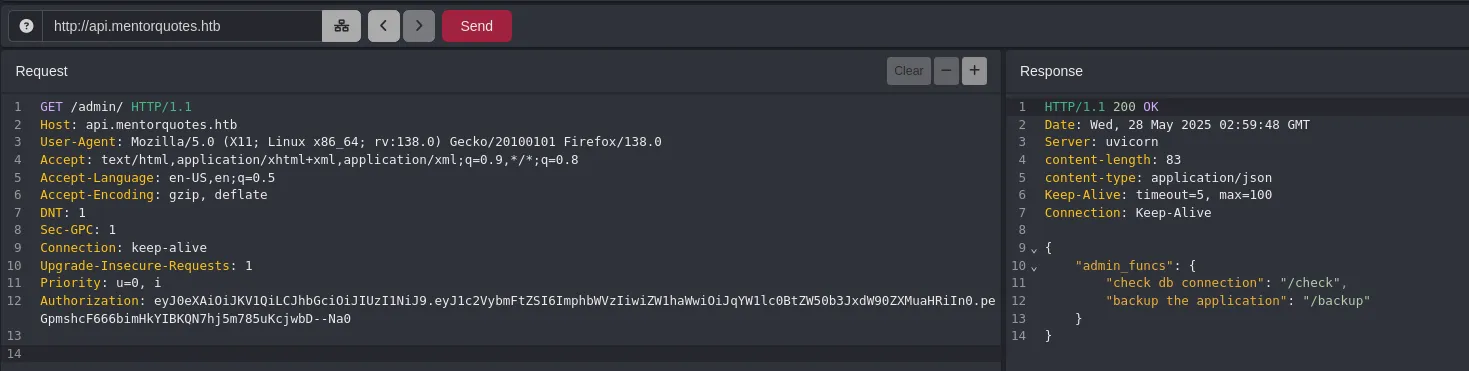 http://api.mentorquotes.htb
Send
Request
Clear
Response
1 GET /admin/ HTTP/1.1
2 Host: api.mentorquotes.htb
3 User-Agent: Mozilla/5.0 (X11; Linux x86_64; rv:138.0) Gecko/20100101 Firefox/138.0
4 Accept: text/html,application/xhtml+xml,application/xml;q=0.9,*/*;q=0.8
5 Accept-Language: en-US,en;q=0.5
6 Accept-Encoding: gzip, deflate
7 DNT: 1
8 Sec-GPC: 1
9 Connection: keep-alive
10 Upgrade-Insecure-Requests: 1
11 Priority: u=0, i
12 Authorization: eyJ0eXAiOiJKV1QiLCJhbGciOiJIUzI1NiJ9.eyJ1c2VybmFtZSI6ImphbWVzIiwiZW1haWwiOiJqYW1lc0BtZW50b3JxdW90ZXMuaHRiIn0.pe
GpmshcF666bimHkYIBKQN7hj5m785uKcjwbD--Na0
13
14
1 HTTP/1.1 200 OK
2 Date: Wed, 28 May 2025 02:59:48 GMT
3 Server: uvicorn
4 content-length: 83
5 content-type: application/json
6 Keep-Alive: timeout=5, max=100
7 Connection: Keep-Alive
8
9 {
10 "admin_funcs": {
11 "check db connection": "/check",
12 "backup the application": "/backup"
13 }
14 }